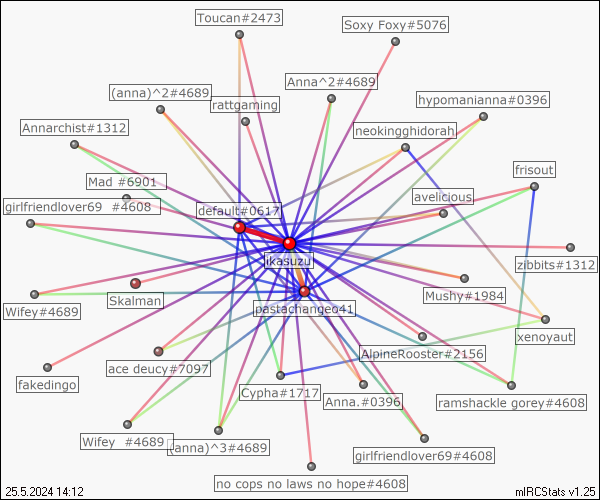 Toucan#2473
Soxy Foxy#5076
Anna^2#4689
(anna)^2#4689
rattgaming
hypomanianna#0396
Annarchist#1312
neokingghidorah
frisout
Mad #6901
girlfriendlover69 #4608
default#0617
avelicious
ikasuzu
zibbits#1312
Wifey#4689
Skalman
pastachange041
Mushy#1984
xenoyaut
ace deucy#7097
AlpineRooster#2156
fakedingo
Cypha#1717
Anna.#0396
ramshackle gorey#4608
Wifey #4689
(anna)^3#4689
girlfriendlover69#4608
no cops no laws no hope#4608
25.5.2024 14:12
mIRCStats v1.25